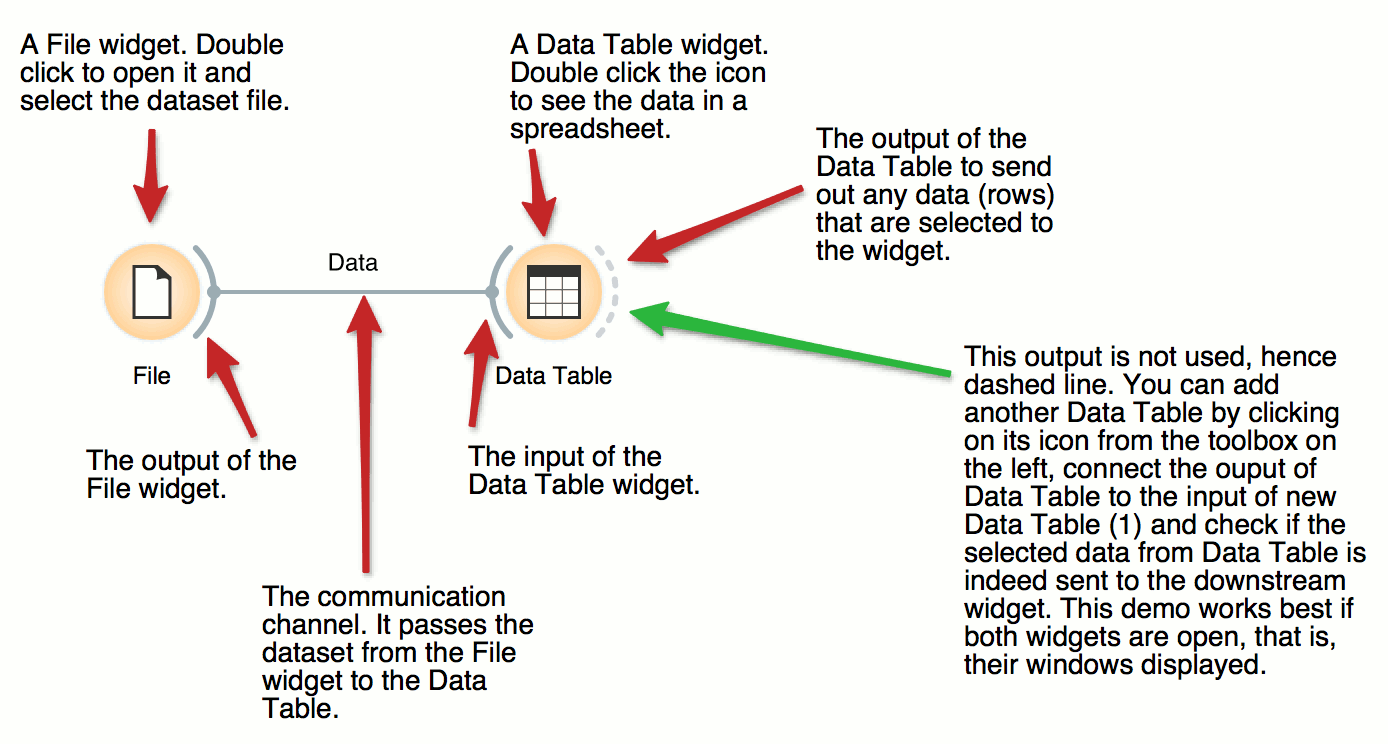 A File widget. Double
click to open it and
select the dataset file.
A Data Table widget.
Double click the icon
to see the data in a
spreadsheet.
The output of the
Data Table to send
out any data (rows)
that are selected to
the widget.
Data
File
Data Table
This output is not used, hence
dashed line. You can add
another Data Table by clicking
on its icon from the toolbox on
the left, connect the ouput of
Data Table to the input of new
Data Table (1) and check if the
selected data from Data Table is
indeed sent to the downstream
widget. This demo works best if
both widgets are open, that is,
their windows displayed.
The output of the
File widget.
The input of the
Data Table widget.
The communication
channel. It passes the
dataset from the File
widget to the Data
Table.